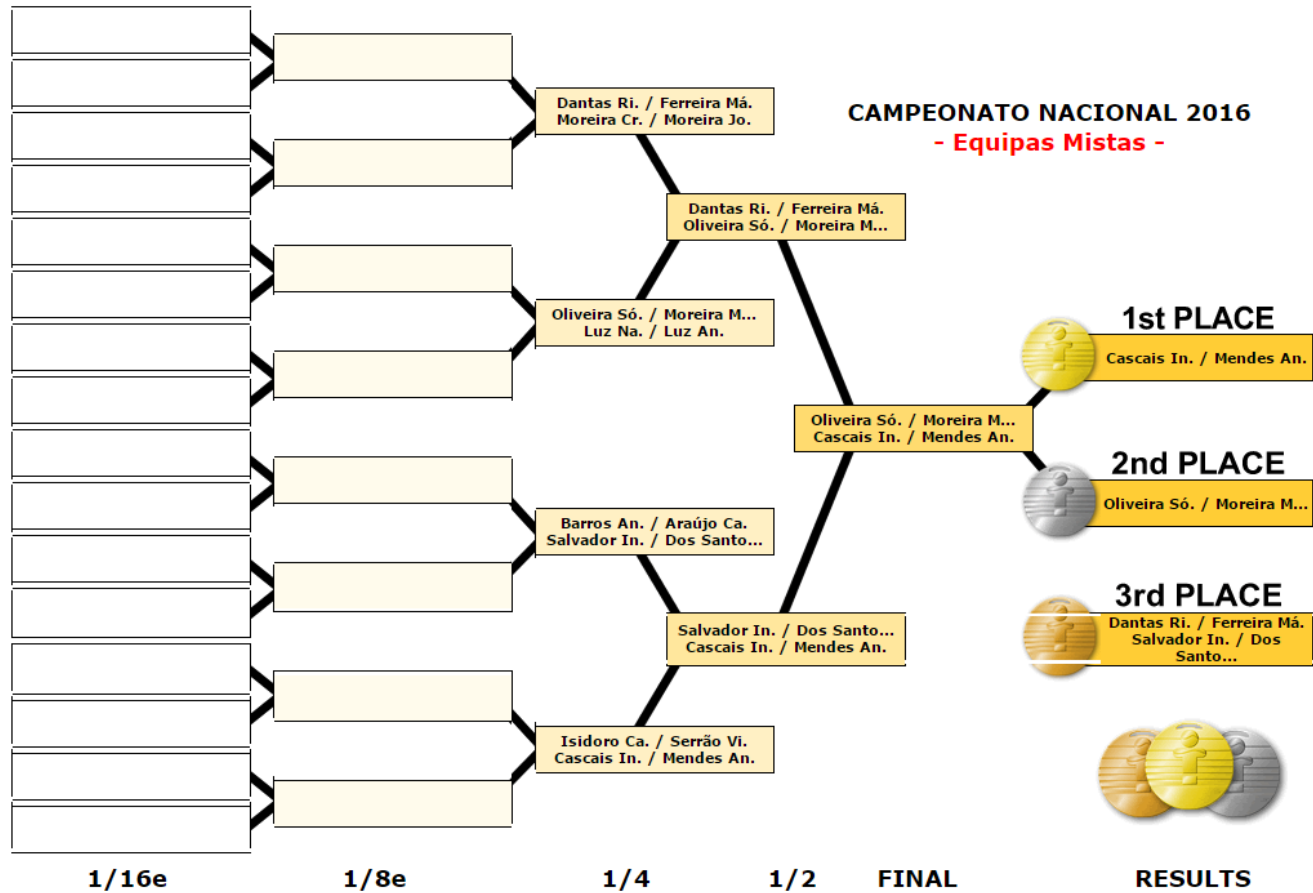 CAMPEONATO NACIONAL 2016
- Equipas Mistas -
Dantas Ri. / Ferreira Má.
Moreira Cr. / Moreira Jo.
Oliveira Só. / Moreira M...
Luz Na. / Luz An.
Barros An. / Araújo Ca.
Salvador In. / Dos Santo...
Isidoro Ca. / Serrão Vi.
Cascais In. / Mendes An.
Dantas Ri. / Ferreira Má.
Oliveira Só. / Moreira M...
Salvador In. / Dos Santo...
Cascais In. / Mendes An.
Oliveira Só. / Moreira M...
Cascais In. / Mendes An.
1st PLACE
Cascais In. / Mendes An.
2nd PLACE
Oliveira Só. / Moreira M...
3rd PLACE
Dantas Ri. / Ferreira Má.
Salvador In. / Dos
Santo...
1/16e
1/8e
1/4
1/2
FINAL
RESULTS